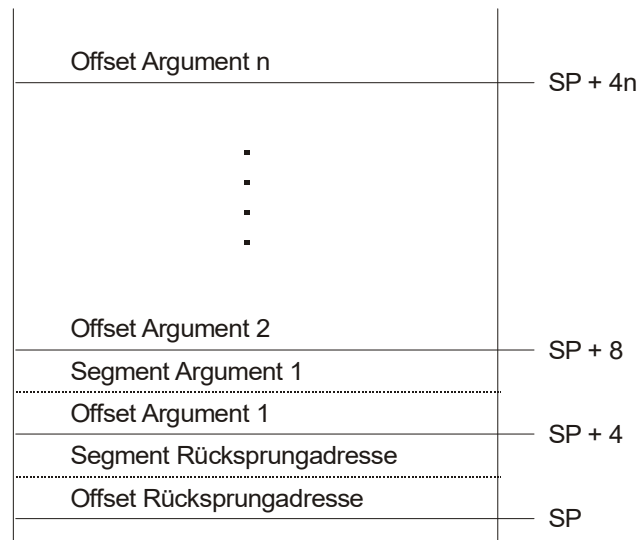 Offset Argument n
SP + 4n
Offset Argument 2
SP + 8
Segment Argument 1
Offset Argument 1
SP + 4
Segment Rücksprungadresse
Offset Rücksprungadresse
SP